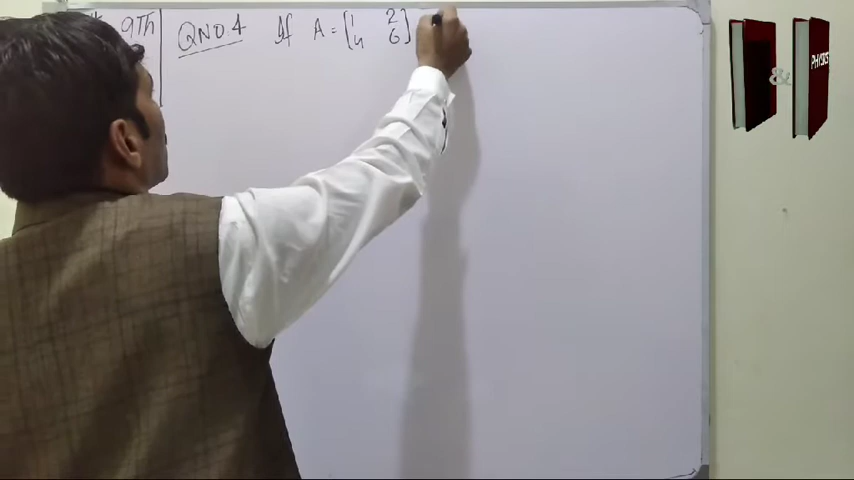 9Th
QNO.4 If A = [1 2
4 6]
PHYSICS
&